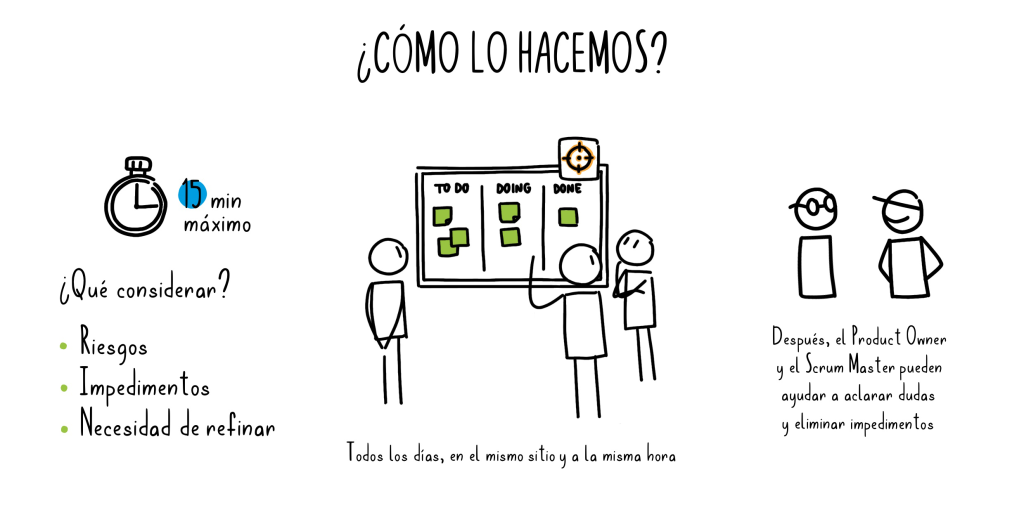 ¿CÓMO LO HACEMOS?
15 min
máximo
¿Qué considerar?
• Riesgos
• Impedimentos
• Necesidad de refinar
TO DO
DOING
DONE
Todos los días, en el mismo sitio y a la misma hora
Después, el Product Owner
y el Scrum Master pueden
ayudar a aclarar dudas
y eliminar impedimentos